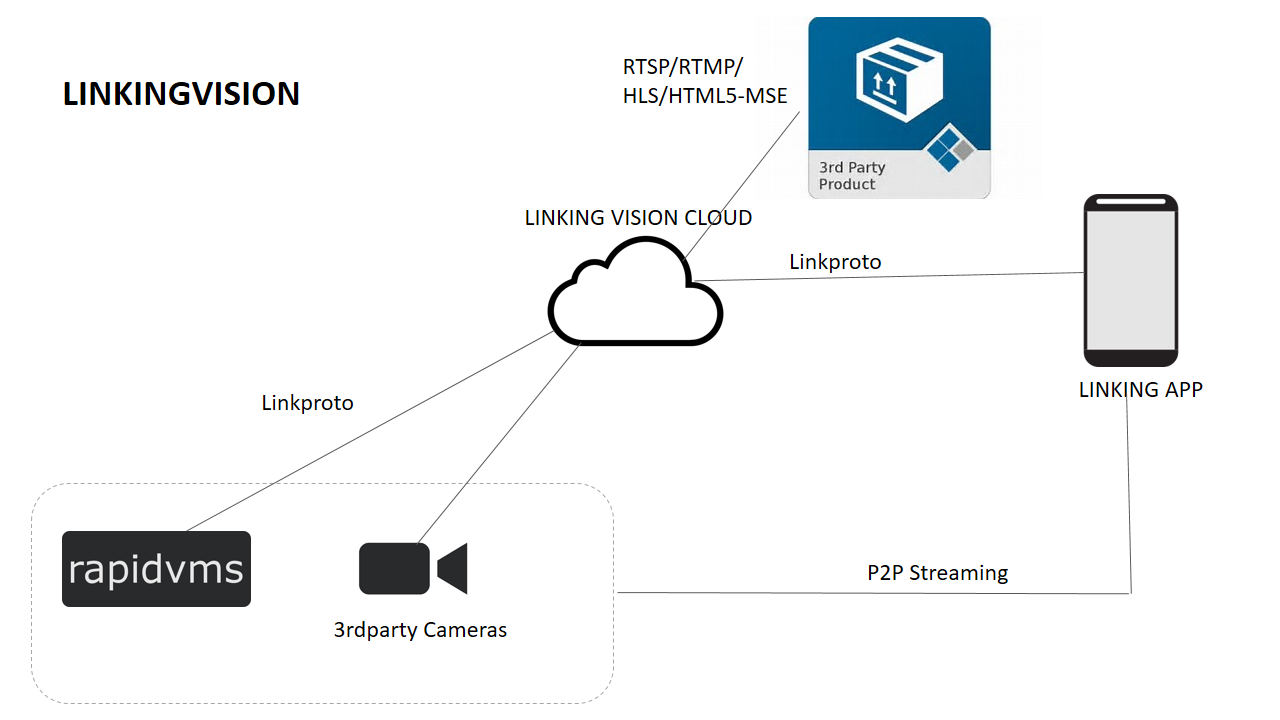 LINKINGVISION
RTSP/RTMP/
HLS/HTML5-MSE
3rd Party
Product
LINKING VISION CLOUD
Linkproto
LINKING APP
Linkproto
rapidvms
3rdparty Cameras
P2P Streaming